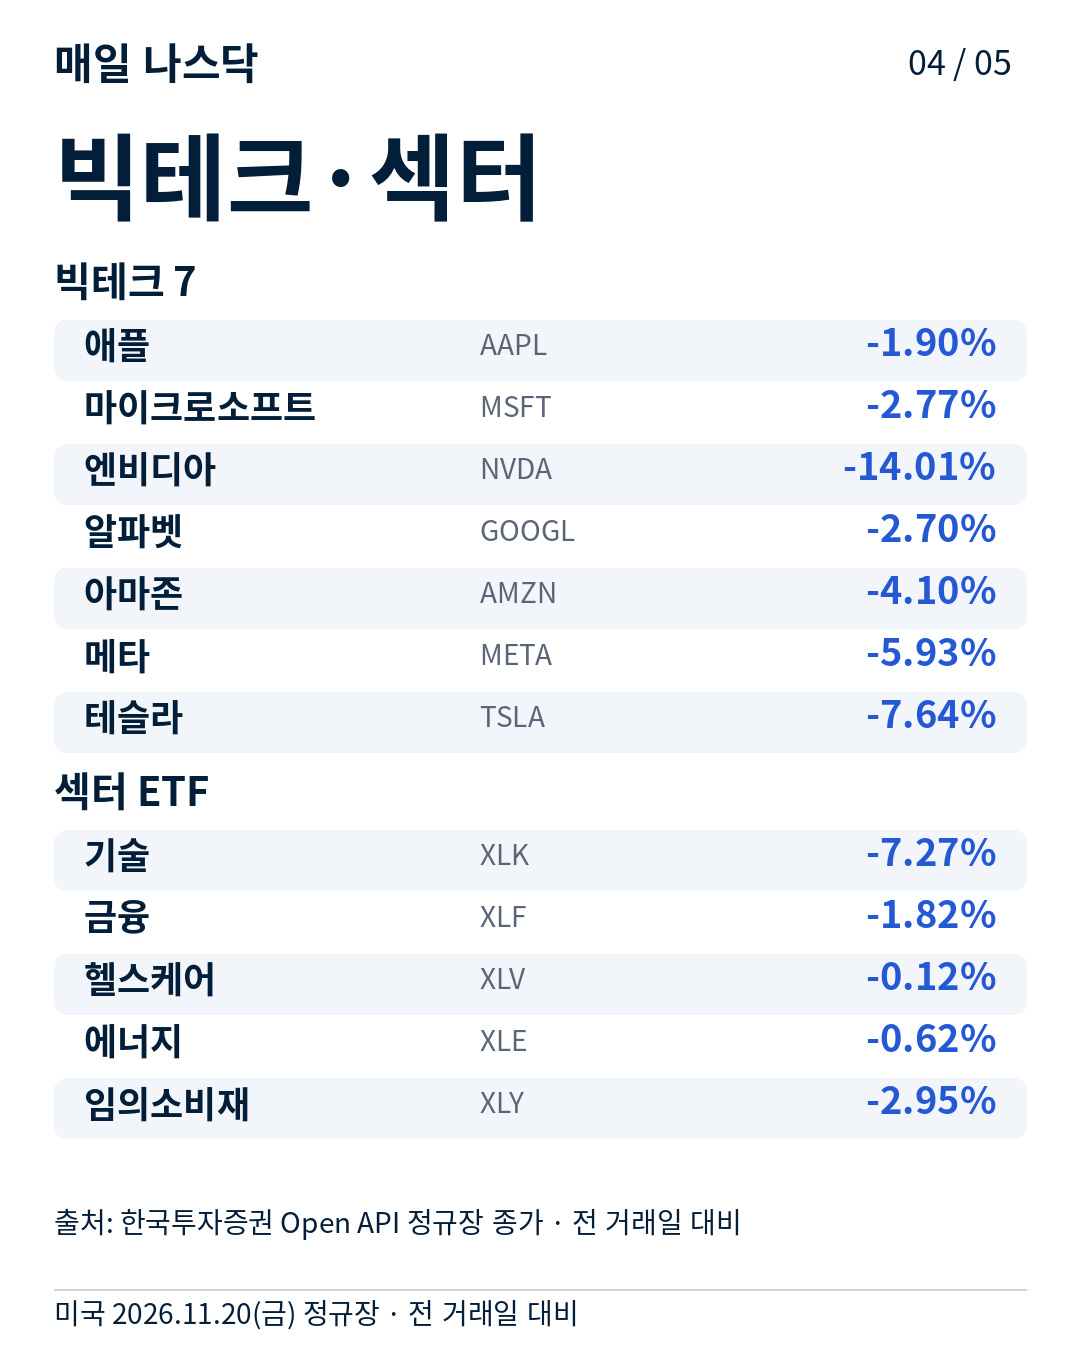 매일 나스닥 04 / 05
빅테크 · 섹터
빅테크 7
애플 AAPL -1.90%
마이크로소프트 MSFT -2.77%
엔비디아 NVDA -14.01%
알파벳 GOOGL -2.70%
아마존 AMZN -4.10%
메타 META -5.93%
테슬라 TSLA -7.64%
섹터 ETF
기술 XLK -7.27%
금융 XLF -1.82%
헬스케어 XLV -0.12%
에너지 XLE -0.62%
임의소비재 XLY -2.95%
출처: 한국투자증권 Open API 정규장 종가 · 전 거래일 대비
미국 2026.11.20(금) 정규장 · 전 거래일 대비